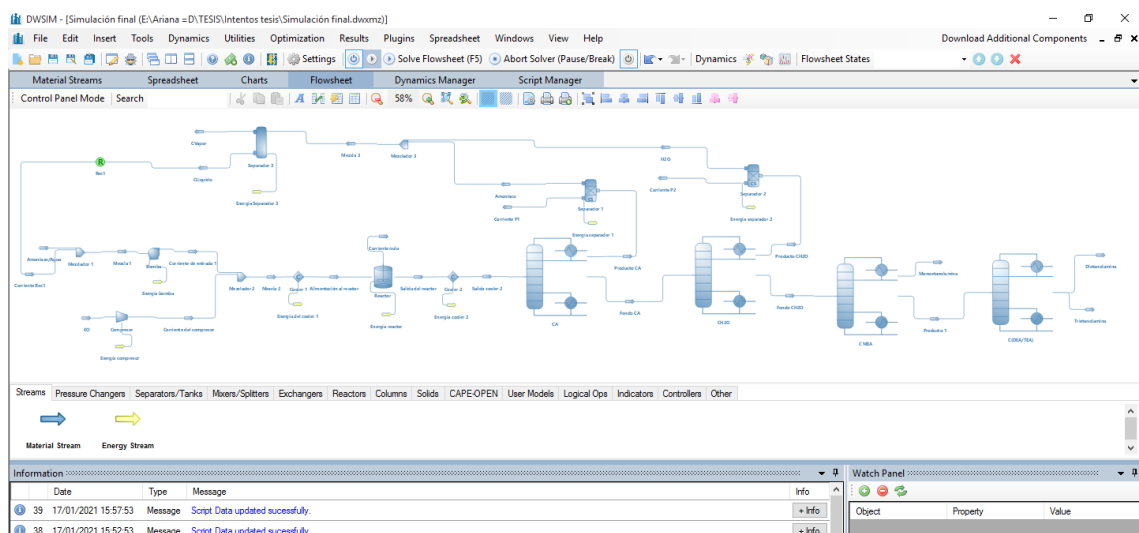 DWSIM - [Simulación final (E:\Ariana =D\TESIS\Intentos tesis\Simulación final.dwxmz)]
File Edit Insert Tools Dynamics Utilities Optimization Results Plugins Spreadsheet Windows View Help Download Additional Components
Settings Solve Flowsheet (F5) Abort Solver (Pause/Break) Dynamics Flowsheet States
Material Streams Spreadsheet Charts Flowsheet Dynamics Manager Script Manager
Control Panel Mode Search 58%
CVapor
Rec1
CLiquido
Separador 3
Energía Separador 3
Mezcla 3
Mezclador 3
H2O
Corriente P2
Separador 2
Energía separador 2
Amoniaco
Corriente P1
Separador 1
Energía separador 1
Producto CA
Producto CH2O
Amoniaco/Agua
Mezclador 1
Mezcla 1
Bomba
Corriente de entrada 1
Corriente Rec1
Energía bomba
Mezclador 2
Mezcla 2
Cooler 1
Alimentación al reactor
Energía del cooler 1
Reactor
Energía reactor
Salida del reactor
Cooler 2
Salida cooler 2
Energía cooler 2
EO
Compresor
Corriente del compresor
Energía compresor
CA
Fondo CA
CH2O
Fondo CH2O
Monoetanolamina
Producto 1
CMEA
Dietanolamina
Trietanolamina
C(DEA/TEA)
Streams Pressure Changers Separators/Tanks Mixers/Splitters Exchangers Reactors Columns Solids CAPE-OPEN User Models Logical Ops Indicators Controllers Other
Material Stream Energy Stream
Information
Watch Panel
Date Type Message Info
39 17/01/2021 15:57:53 Message Script Data updated sucessfully. + Info
38 17/01/2021 15:52:53 Message Script Data updated sucessfully. + Info
Object Property Value